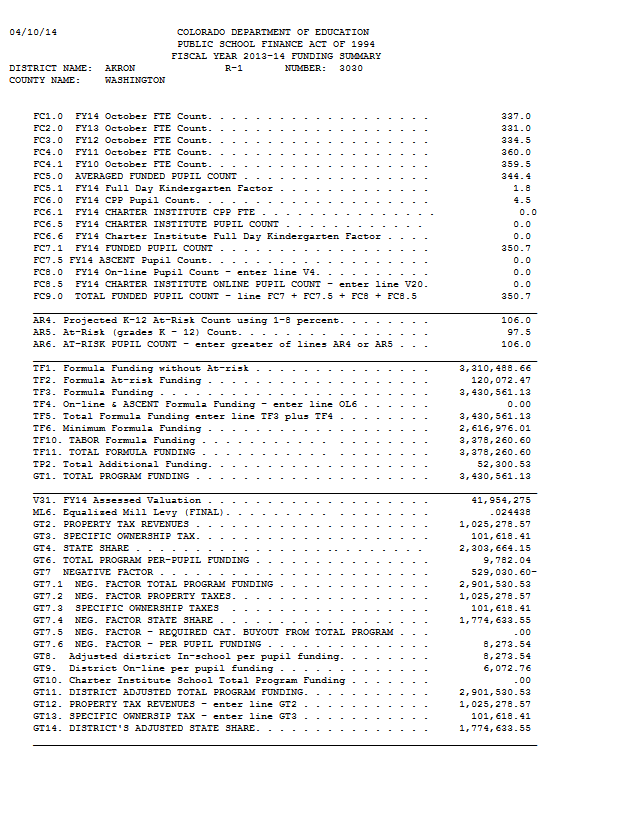 04/10/14 COLORADO DEPARTMENT OF EDUCATION
PUBLIC SCHOOL FINANCE ACT OF 1994
FISCAL YEAR 2013-14 FUNDING SUMMARY
DISTRICT NAME: AKRON R-1 NUMBER: 3030
COUNTY NAME: WASHINGTON
FC1.0 FY14 October FTE Count. . . . . . . . . . . . . . . . . . . 337.0
FC2.0 FY13 October FTE Count. . . . . . . . . . . . . . . . . . . 331.0
FC3.0 FY12 October FTE Count. . . . . . . . . . . . . . . . . . . 334.5
FC4.0 FY11 October FTE Count. . . . . . . . . . . . . . . . . . . 360.0
FC4.1 FY10 October FTE Count. . . . . . . . . . . . . . . . . . . 359.5
FC5.0 AVERAGED FUNDED PUPIL COUNT . . . . . . . . . . . . . . . . 344.4
FC5.1 FY14 Full Day Kindergarten Factor . . . . . . . . . . . . . 1.8
FC6.0 FY14 CPP Pupil Count. . . . . . . . . . . . . . . . . . . . 4.5
FC6.1 FY14 CHARTER INSTITUTE CPP FTE . . . . . . . . . . . . . . . 0.0
FC6.5 FY14 CHARTER INSTITUTE PUPIL COUNT . . . . . . . . . . . . 0.0
FC6.6 FY14 Charter Institute Full Day Kindergarten Factor . . . . 0.0
FC7.1 FY14 FUNDED PUPIL COUNT . . . . . . . . . . . . . . . . . . 350.7
FC7.5 FY14 ASCENT Pupil Count. . . . . . . . . . . . . . . . . . . 0.0
FC8.0 FY14 On-line Pupil Count - enter line V4. . . . . . . . . . 0.0
FC8.5 FY14 CHARTER INSTITUTE ONLINE PUPIL COUNT - enter line V20. 0.0
FC9.0 TOTAL FUNDED PUPIL COUNT - line FC7 + FC7.5 + FC8 + FC8.5 350.7
AR4. Projected K-12 At-Risk Count using 1-8 percent. . . . . . . . 106.0
AR5. At-Risk (grades K - 12) Count. . . . . . . . . . . . . . . . 97.5
AR6. AT-RISK PUPIL COUNT - enter greater of lines AR4 or AR5 . . . 106.0
TF1. Formula Funding without At-risk . . . . . . . . . . . . . . . 3,310,488.66
TF2. Formula At-risk Funding . . . . . . . . . . . . . . . . . . . 120,072.47
TF3. Formula Funding . . . . . . . . . . . . . . . . . . . . . . . 3,430,561.13
TF4. On-line & ASCENT Formula Funding - enter line OL6 . . . . . . 0.00
TF5. Total Formula Funding enter line TF3 plus TF4 . . . . . . . . 3,430,561.13
TF6. Minimum Formula Funding . . . . . . . . . . . . . . . . . . . 2,616,976.01
TF10. TABOR Formula Funding . . . . . . . . . . . . . . . . . . . 3,378,260.60
TF11. TOTAL FORMULA FUNDING . . . . . . . . . . . . . . . . . . . 3,378,260.60
TP2. Total Additional Funding. . . . . . . . . . . . . . . . . . . 52,300.53
GT1. TOTAL PROGRAM FUNDING . . . . . . . . . . . . . . . . . . . . 3,430,561.13
V31. FY14 Assessed Valuation . . . . . . . . . . . . . . . . . . . 41,954,275
ML6. Equalized Mill Levy (FINAL). . . . . . . . . . . . . . . . . . .024438
GT2. PROPERTY TAX REVENUES . . . . . . . . . . . . . . . . . . . . 1,025,278.57
GT3. SPECIFIC OWNERSHIP TAX. . . . . . . . . . . . . . . . . . . . 101,618.41
GT4. STATE SHARE . . . . . . . . . . . . . . . . . . . . . . . . 2,303,664.15
GT6. TOTAL PROGRAM PER-PUPIL FUNDING . . . . . . . . . . . . . . . 9,782.04
GT7 NEGATIVE FACTOR . . . . . . . . . . . . . . . . . . . . . . . 529,030.60-
GT7.1 NEG. FACTOR TOTAL PROGRAM FUNDING . . . . . . . . . . . . . 2,901,530.53
GT7.2 NEG. FACTOR PROPERTY TAXES. . . . . . . . . . . . . . . . . 1,025,278.57
GT7.3 SPECIFIC OWNERSHIP TAXES . . . . . . . . . . . . . . . . . 101,618.41
GT7.4 NEG. FACTOR STATE SHARE . . . . . . . . . . . . . . . . . . 1,774,633.55
GT7.5 NEG. FACTOR - REQUIRED CAT. BUYOUT FROM TOTAL PROGRAM . . . .00
GT7.6 NEG. FACTOR - PER PUPIL FUNDING . . . . . . . . . . . . . . 8,273.54
GT8. Adjusted district In-school per pupil funding. . . . . . . . 8,273.54
GT9. District On-line per pupil funding . . . . . . . . . . . . . 6,072.76
GT10. Charter Institute School Total Program Funding . . . . . . . .00
GT11. DISTRICT ADJUSTED TOTAL PROGRAM FUNDING. . . . . . . . . . . 2,901,530.53
GT12. PROPERTY TAX REVENUES - enter line GT2 . . . . . . . . . . . 1,025,278.57
GT13. SPECIFIC OWNERSIP TAX - enter line GT3 . . . . . . . . . . . 101,618.41
GT14. DISTRICT'S ADJUSTED STATE SHARE. . . . . . . . . . . . . . . 1,774,633.55